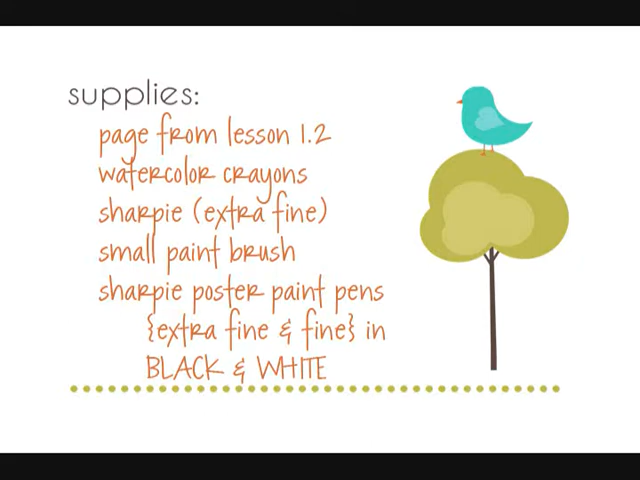 supplies:
page from lesson 1.2
watercolor crayons
sharpie (extra fine)
small paint brush
sharpie poster paint pens
{extra fine & fine} in
BLACK & WHITE